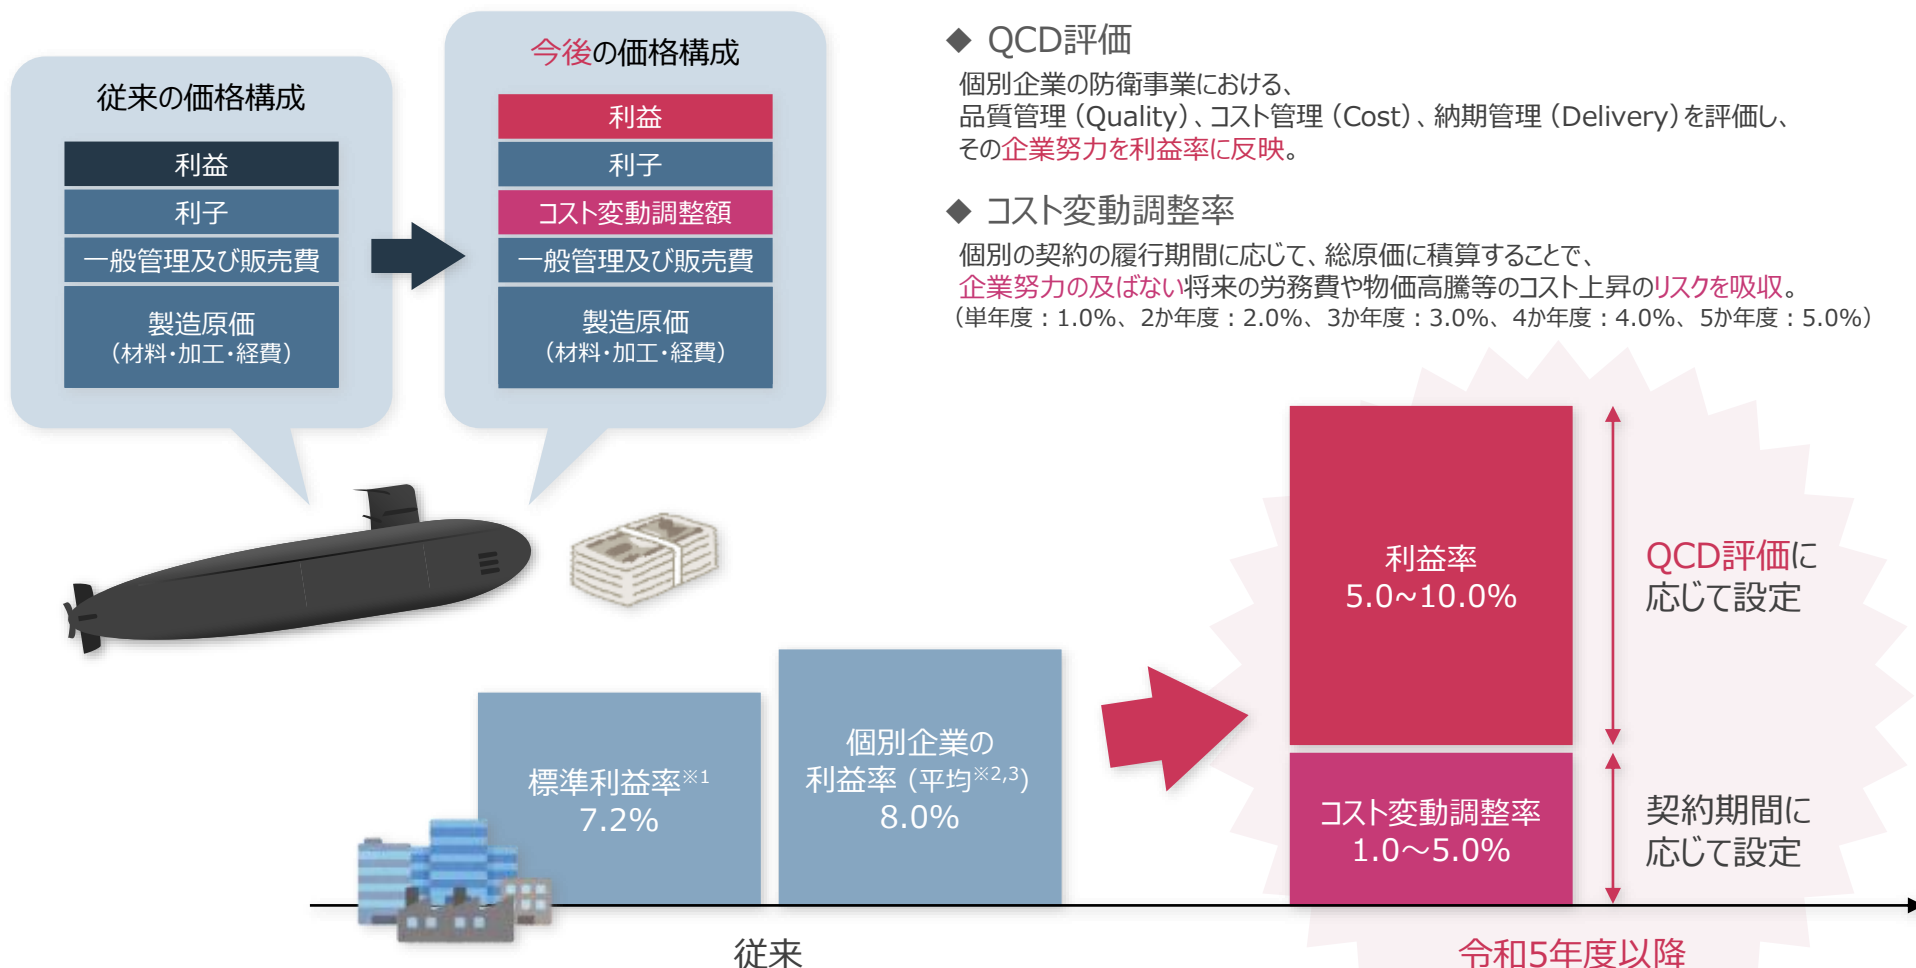 従来の価格構成
利益
利子
一般管理及び販売費
製造原価
（材料・加工・経費）
今後の価格構成
利益
利子
コスト変動調整額
一般管理及び販売費
製造原価
（材料・加工・経費）
◆ QCD評価
個別企業の防衛事業における、
品質管理（Quality）、コスト管理（Cost）、納期管理（Delivery）を評価し、
その企業努力を利益率に反映。
◆ コスト変動調整率
個別の契約の履行期間に応じて、総原価に積算することで、
企業努力の及ばない将来の労務費や物価高騰等のコスト上昇のリスクを吸収。
（単年度：1.0%、2か年度：2.0%、3か年度：3.0%、4か年度：4.0%、5か年度：5.0%）
標準利益率※1
7.2%
個別企業の
利益率（平均※2,3）
8.0%
利益率
5.0~10.0%
QCD評価に
応じて設定
コスト変動調整率
1.0～5.0%
契約期間に
応じて設定
従来
令和5年度以降